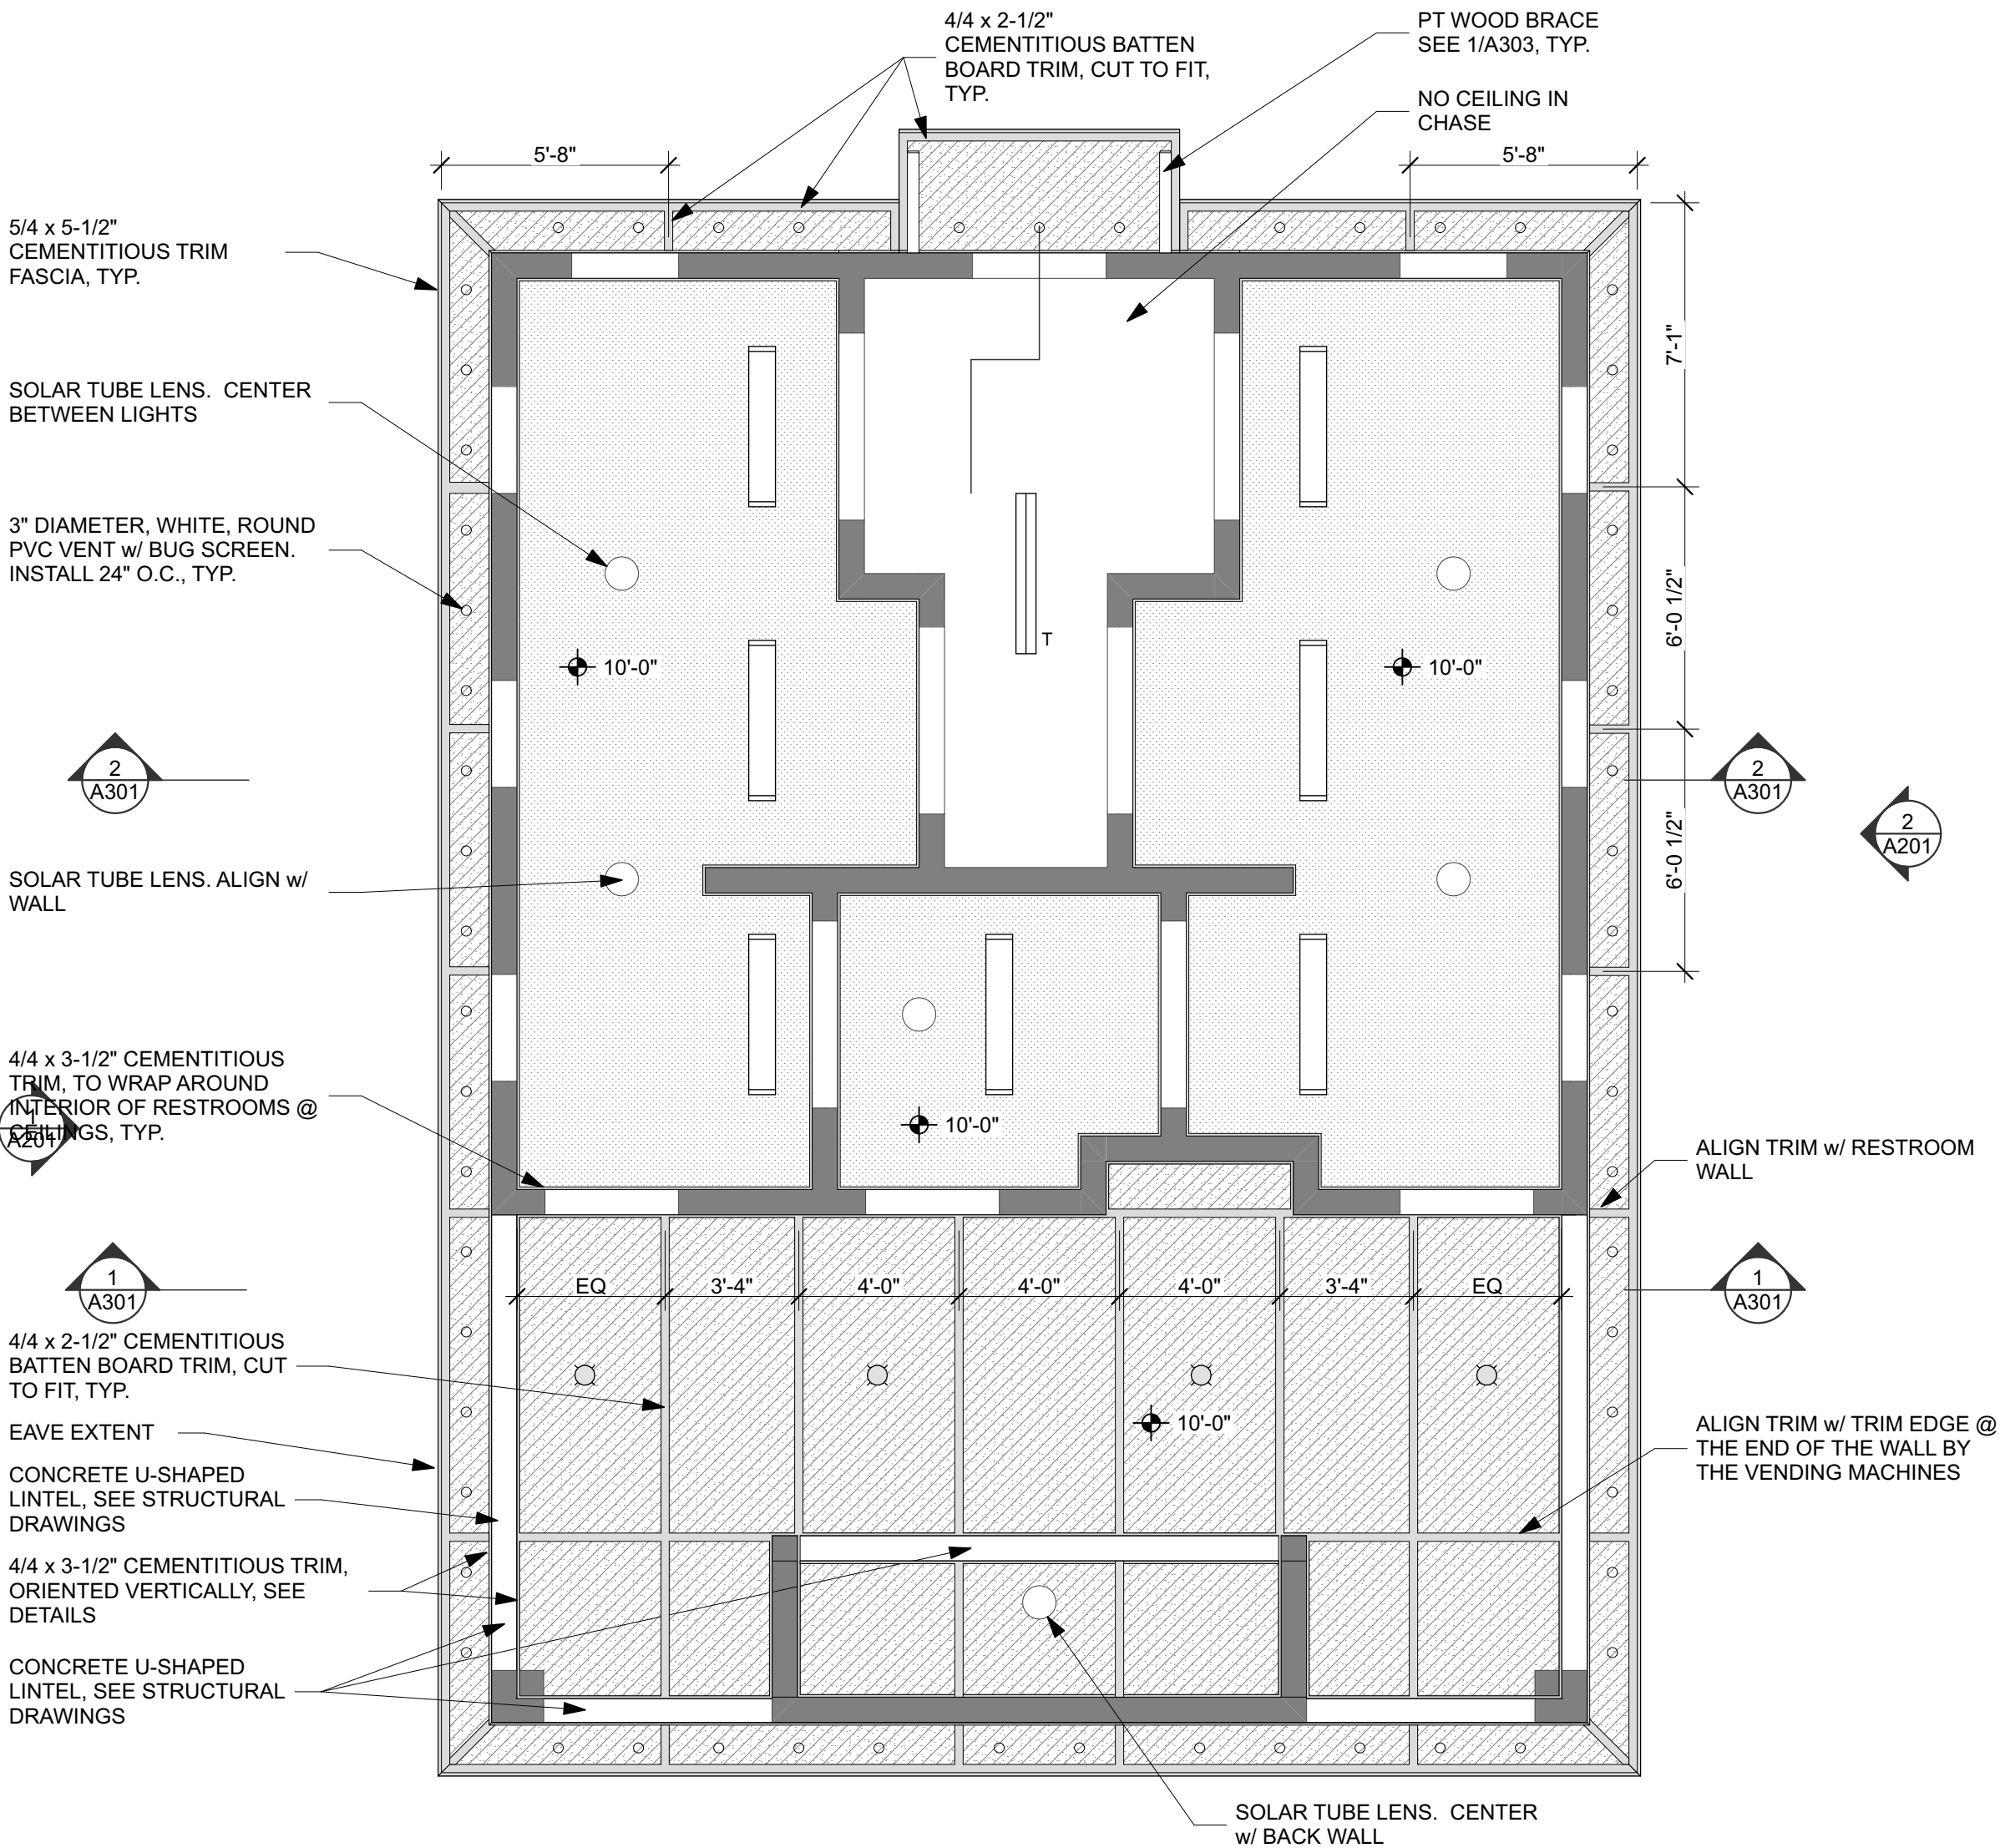 4/4 x 2-1/2"
CEMENTITIOUS BATTEN
BOARD TRIM, CUT TO FIT,
TYP.
PT WOOD BRACE
SEE 1/A303, TYP.
NO CEILING IN
CHASE
5'-8"
5'-8"
5/4 x 5-1/2"
CEMENTITIOUS TRIM
FASCIA, TYP.
7'-1"
SOLAR TUBE LENS. CENTER
BETWEEN LIGHTS
3" DIAMETER, WHITE, ROUND
PVC VENT w/ BUG SCREEN.
INSTALL 24" O.C., TYP.
6'-0 1/2"
T
10'-0"
10'-0"
2
A301
2
A301
2
A201
6'-0 1/2"
SOLAR TUBE LENS. ALIGN w/
WALL
4/4 x 3-1/2" CEMENTITIOUS
TRIM, TO WRAP AROUND
INTERIOR OF RESTROOMS @
CEILINGS, TYP.
1
A201
10'-0"
ALIGN TRIM w/ RESTROOM
WALL
1
A301
EQ
3'-4"
4'-0"
4'-0"
4'-0"
3'-4"
EQ
1
A301
4/4 x 2-1/2" CEMENTITIOUS
BATTEN BOARD TRIM, CUT
TO FIT, TYP.
10'-0"
EAVE EXTENT
ALIGN TRIM w/ TRIM EDGE @
THE END OF THE WALL BY
THE VENDING MACHINES
CONCRETE U-SHAPED
LINTEL, SEE STRUCTURAL
DRAWINGS
4/4 x 3-1/2" CEMENTITIOUS TRIM,
ORIENTED VERTICALLY, SEE
DETAILS
CONCRETE U-SHAPED
LINTEL, SEE STRUCTURAL
DRAWINGS
SOLAR TUBE LENS. CENTER
w/ BACK WALL